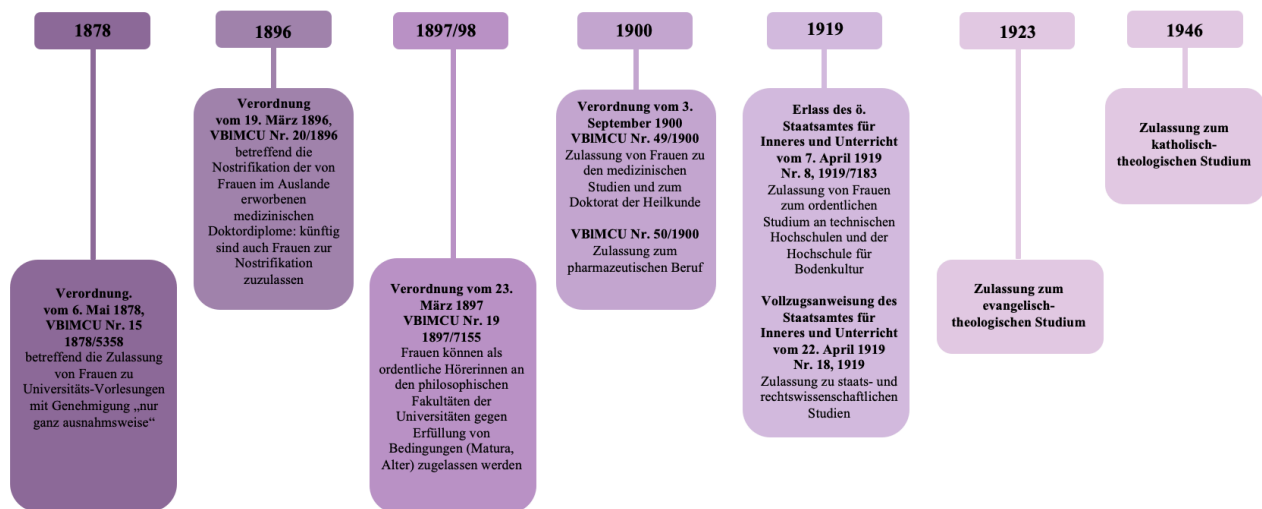 1878
Verordnung.
vom 6. Mai 1878,
VBlMCU Nr. 15
1878/5358
betreffend die Zulassung
von Frauen zu
Universitäts-Vorlesungen
mit Genehmigung „nur
ganz ausnahmsweise“
1896
Verordnung
vom 19. März 1896,
VBlMCU Nr. 20/1896
betreffend die
Nostrifikation der von
Frauen im Auslande
erworbenen
medizinischen
Doktordiplome: künftig
sind auch Frauen zur
Nostrifikation
zuzulassen
1897/98
Verordnung vom 23.
März 1897
VBlMCU Nr. 19
1897/7155
Frauen können als
ordentliche Hörerinnen an
den philosophischen
Fakultäten der
Universitäten gegen
Erfüllung von
Bedingungen (Matura,
Alter) zugelassen werden
1900
Verordnung vom 3.
September 1900
VBlMCU Nr. 49/1900
Zulassung von Frauen zu
den medizinischen
Studien und zum
Doktorat der Heilkunde
VBlMCU Nr. 50/1900
Zulassung zum
pharmazeutischen Beruf
1919
Erlass des ö.
Staatsamtes für
Inneres und Unterricht
vom 7. April 1919
Nr. 8, 1919/7183
Zulassung von Frauen
zum ordentlichen
Studium an technischen
Hochschulen und der
Hochschule für
Bodenkultur
Vollzugsanweisung des
Staatsamtes für
Inneres und Unterricht
vom 22. April 1919
Nr. 18, 1919
Zulassung zu staats- und
rechtswissenschaftlichen
Studien
1923
Zulassung zum
evangelisch-
theologischen Studium
1946
Zulassung zum
katholisch-
theologischen Studium